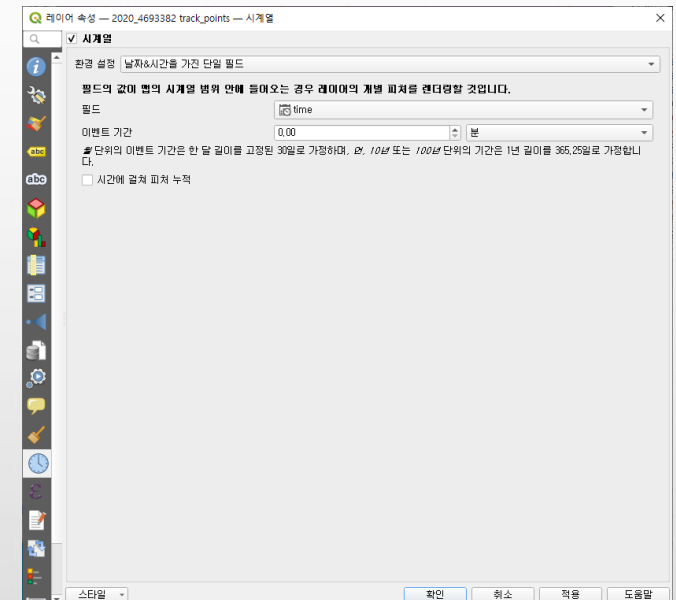 레이어 속성 — 2020_4693382 track_points — 시계열
시계열
환경 설정 날짜&시간을 가진 단일 필드
필드의 값이 맵의 시계열 범위 안에 들어오는 경우 레이어의 개별 피처를 렌더링할 것입니다.
필드 time
이벤트 기간 0,00 분
월 단위의 이벤트 기간은 한 달 길이를 고정된 30일로 가정하며, 년, 10년 또는 100년 단위의 기간은 1년 길이를 365,25일로 가정합니
다.
시간에 걸쳐 피처 누적
abc
abc
스타일 확인 취소 적용 도움말